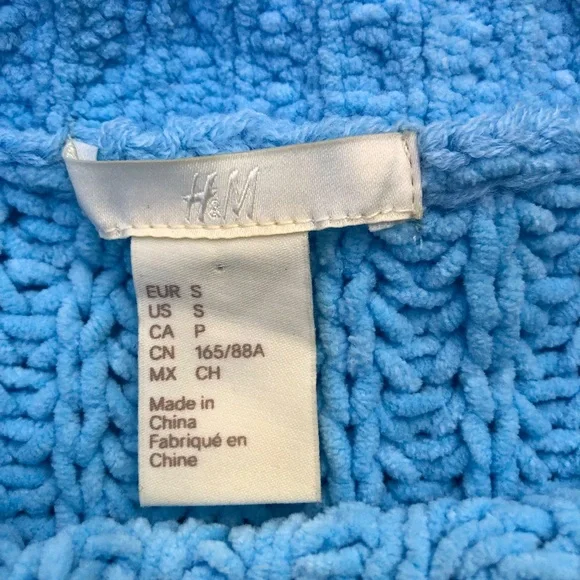 H&M
EUR S
US S
CA P
CN 165/88A
MX CH
Made in
China
Fabriqué en
Chine